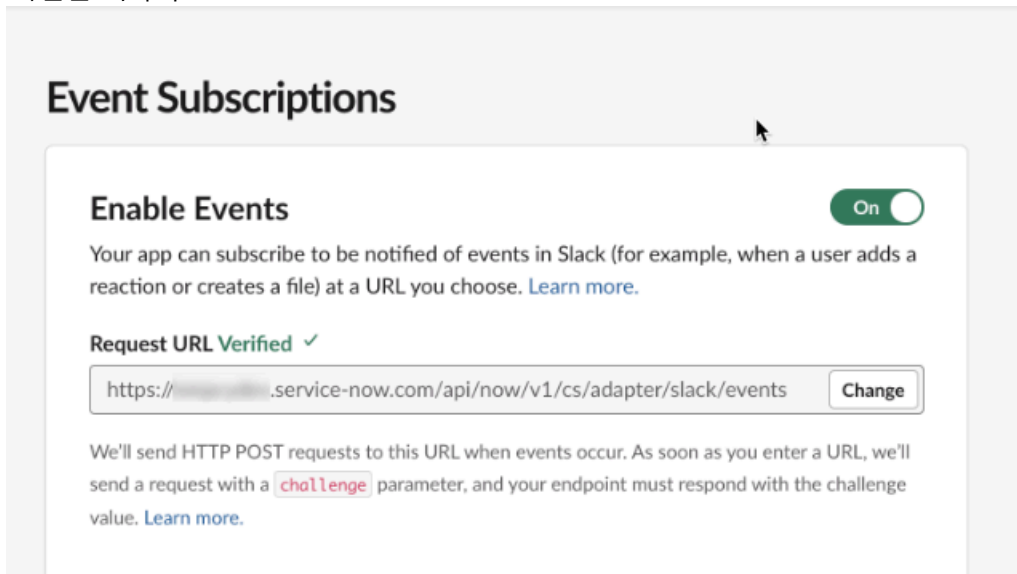 Event Subscriptions
Enable Events
On
Your app can subscribe to be notified of events in Slack (for example, when a user adds a
reaction or creates a file) at a URL you choose. Learn more.
Request URL Verified ✓
https:// .service-now.com/api/now/v1/cs/adapter/slack/events
Change
We'll send HTTP POST requests to this URL when events occur. As soon as you enter a URL, we'll
send a request with a challenge parameter, and your endpoint must respond with the challenge
value. Learn more.